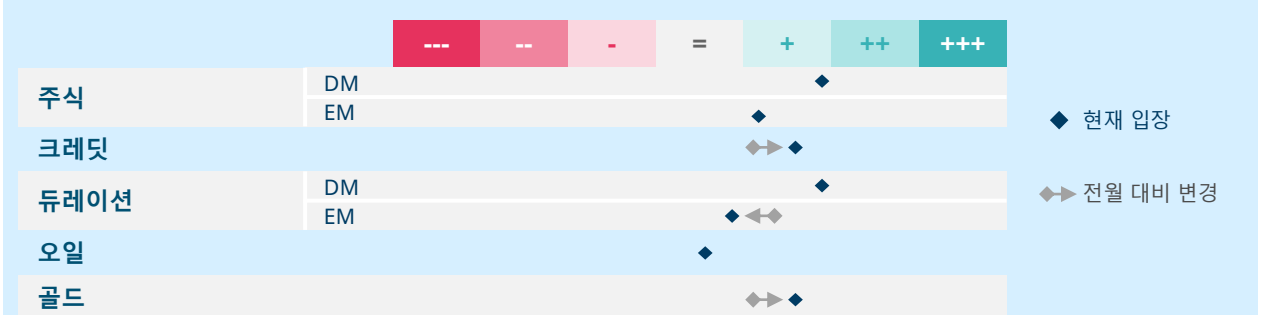 --- -- - = + ++ +++
주식
DM
EM
크레딧
듀레이션
DM
EM
오일
골드
현재 입장
전월 대비 변경